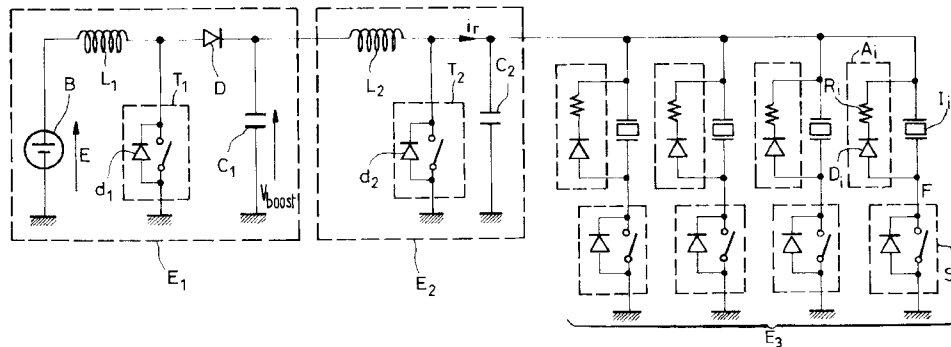 B
L₁
E
T₁
d₁
D
C₁
Vboost
E₁
L₂
T₂
d₂
iᵣ
C₂
E₂
Aᵢ
Rᵢ
Dᵢ
Iᵢ
F
S
E₃